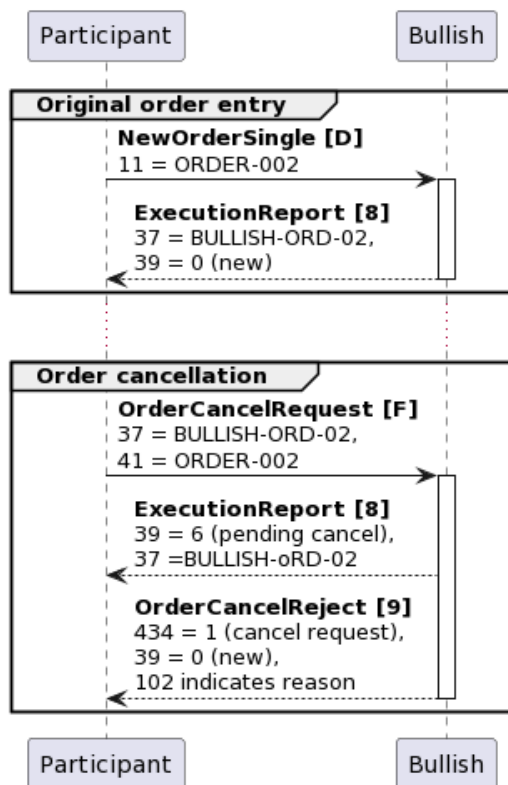 Participant
Bullish
Original order entry
NewOrderSingle [D]
11 = ORDER-002
ExecutionReport [8]
37 = BULLISH-ORD-02,
39 = 0 (new)
Order cancellation
OrderCancelRequest [F]
37 = BULLISH-ORD-02,
41 = ORDER-002
ExecutionReport [8]
39 = 6 (pending cancel),
37 =BULLISH-oRD-02
OrderCancelReject [9]
434 = 1 (cancel request),
39 = 0 (new),
102 indicates reason
Participant
Bullish